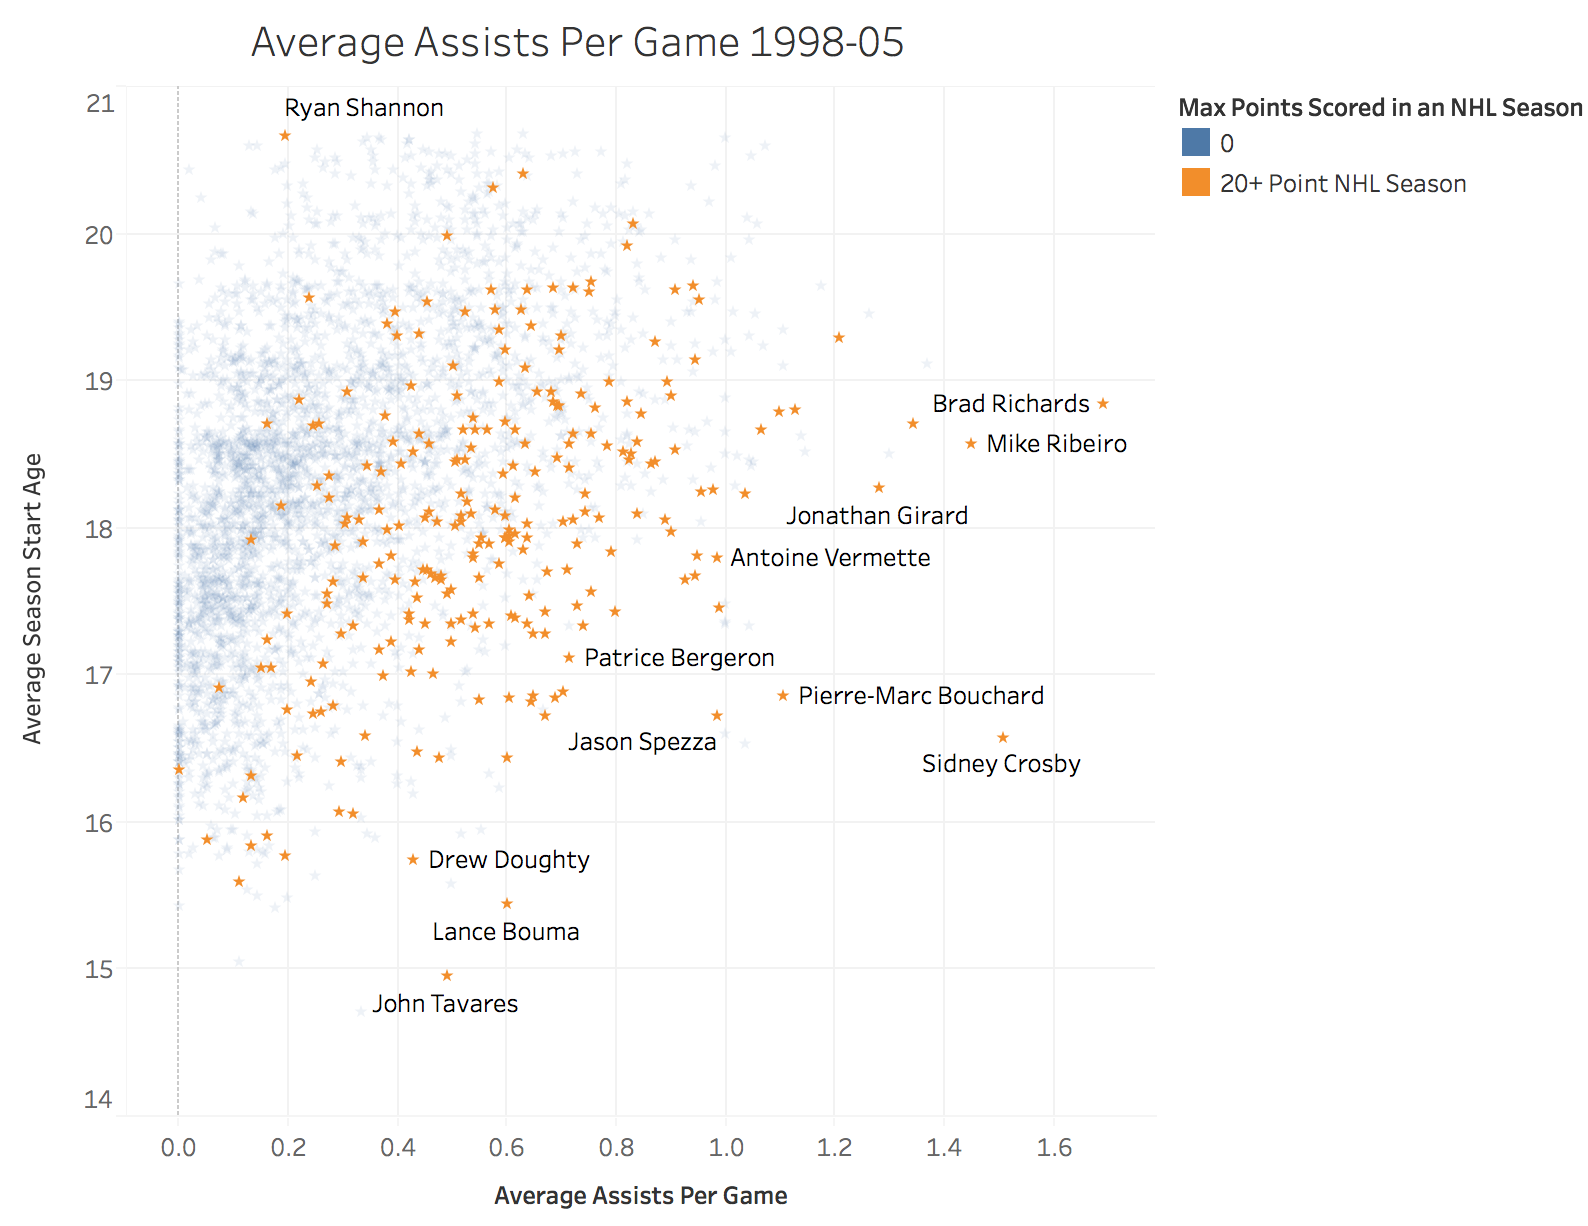 Average Assists Per Game 1998-05
Max Points Scored in an NHL Season
0
20+ Point NHL Season
Average Season Start Age
21
20
19
18
17
16
15
14
Ryan Shannon
Brad Richards
Mike Ribeiro
Jonathan Girard
Antoine Vermette
Patrice Bergeron
Pierre-Marc Bouchard
Jason Spezza
Sidney Crosby
Drew Doughty
Lance Bouma
John Tavares
0.0 0.2 0.4 0.6 0.8 1.0 1.2 1.4 1.6
Average Assists Per Game